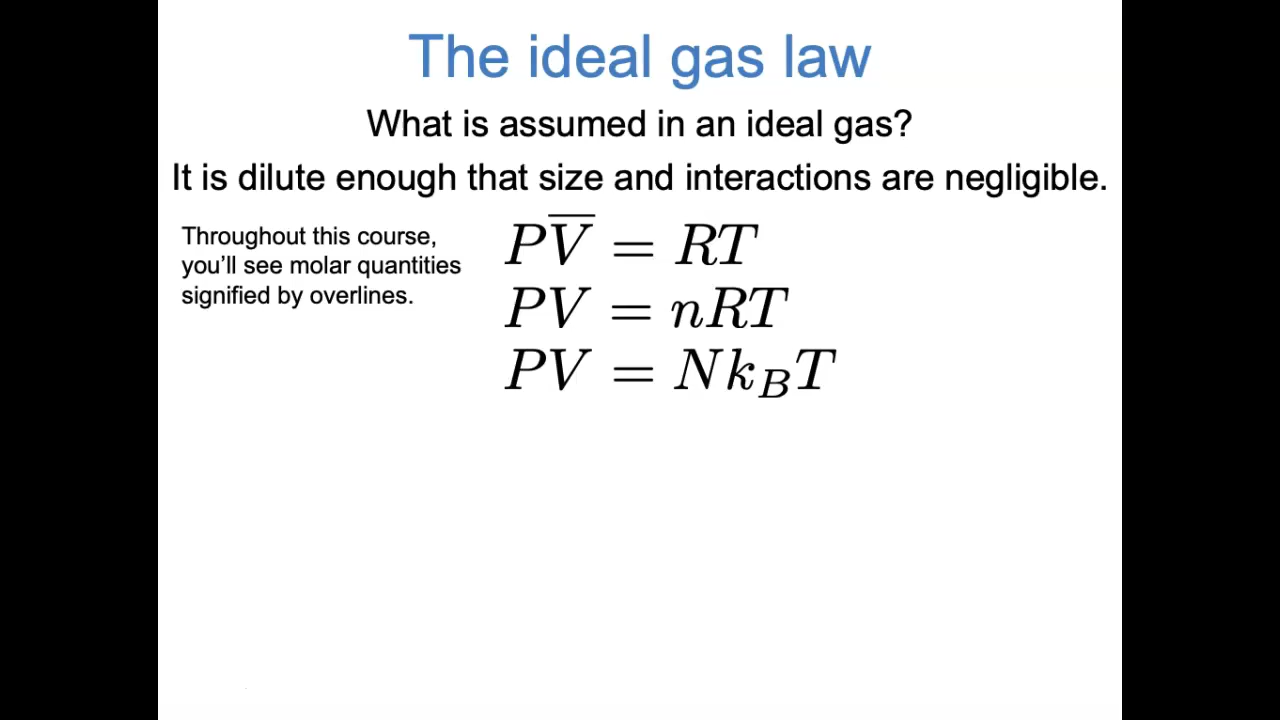 The ideal gas law
What is assumed in an ideal gas?
It is dilute enough that size and interactions are negligible.
Throughout this course,
you'll see molar quantities
signified by overlines.
PV̅ = RT
PV = nRT
PV = Nk_BT